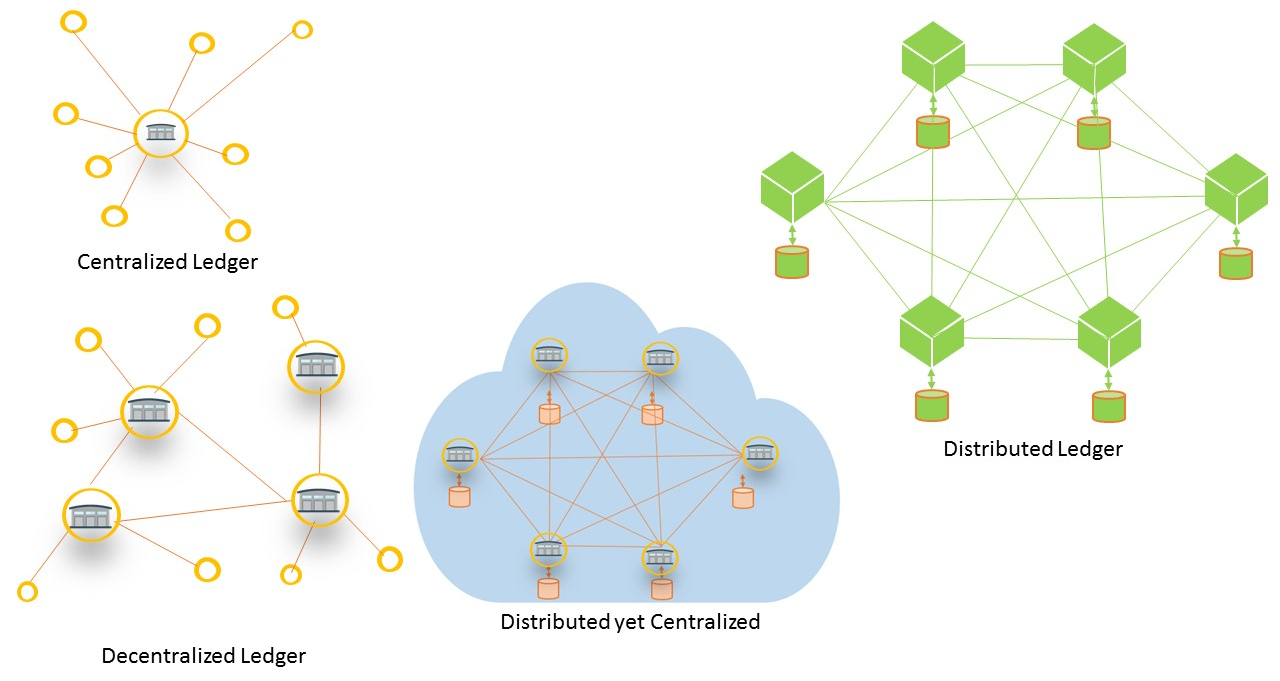 Centralized Ledger
Distributed Ledger
Distributed yet Centralized
Decentralized Ledger